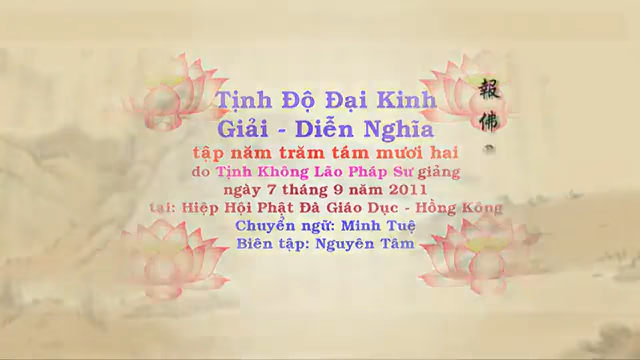 Tịnh Độ Đại Kinh
Giải - Diễn Nghĩa
tập năm trăm tám mươi hai
do Tịnh Không Lão Pháp Sư giảng
ngày 7 tháng 9 năm 2011
tại: Hiệp Hội Phật Đà Giáo Dục - Hồng Kông
Chuyển ngữ: Minh Tuệ
Biên tập: Nguyên Tâm
報佛